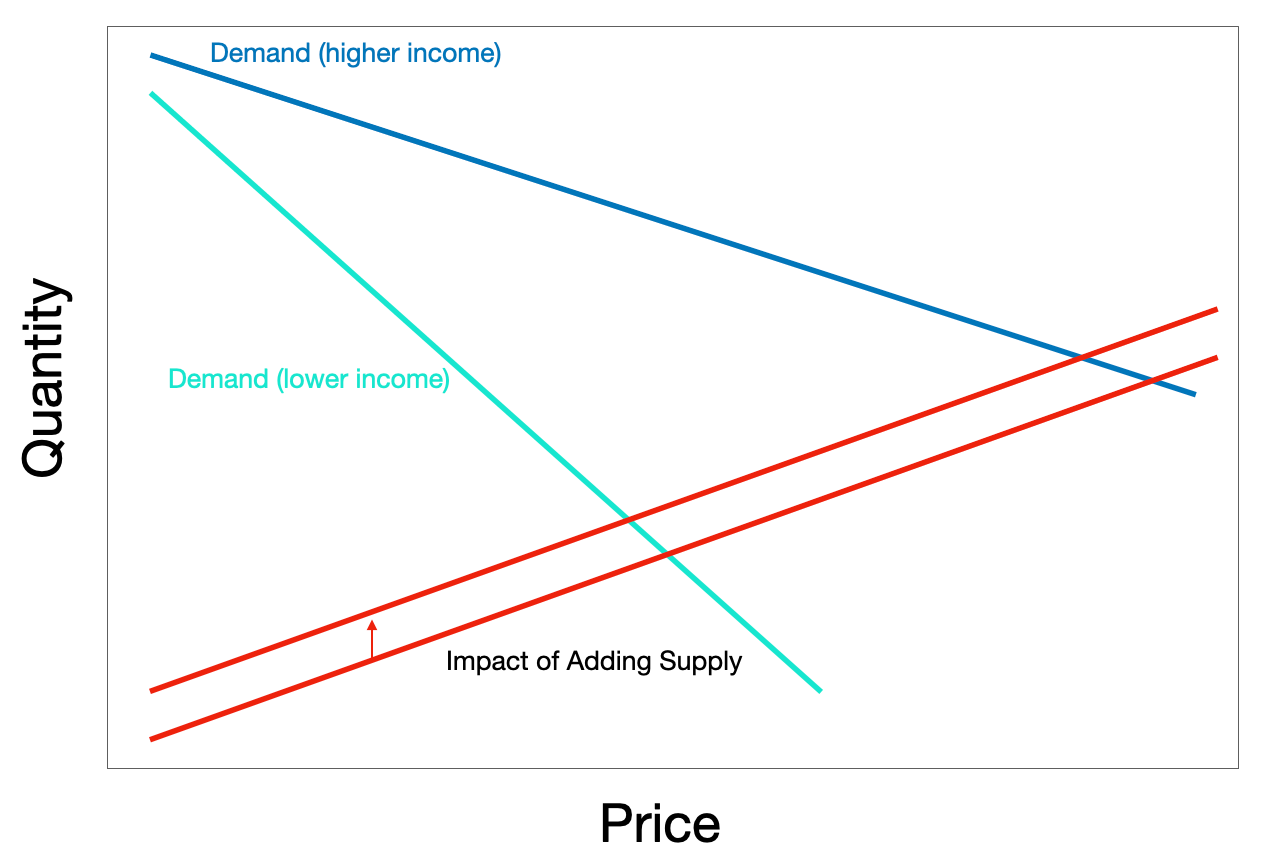 Demand (higher income)
Demand (lower income)
Quantity
Impact of Adding Supply
Price